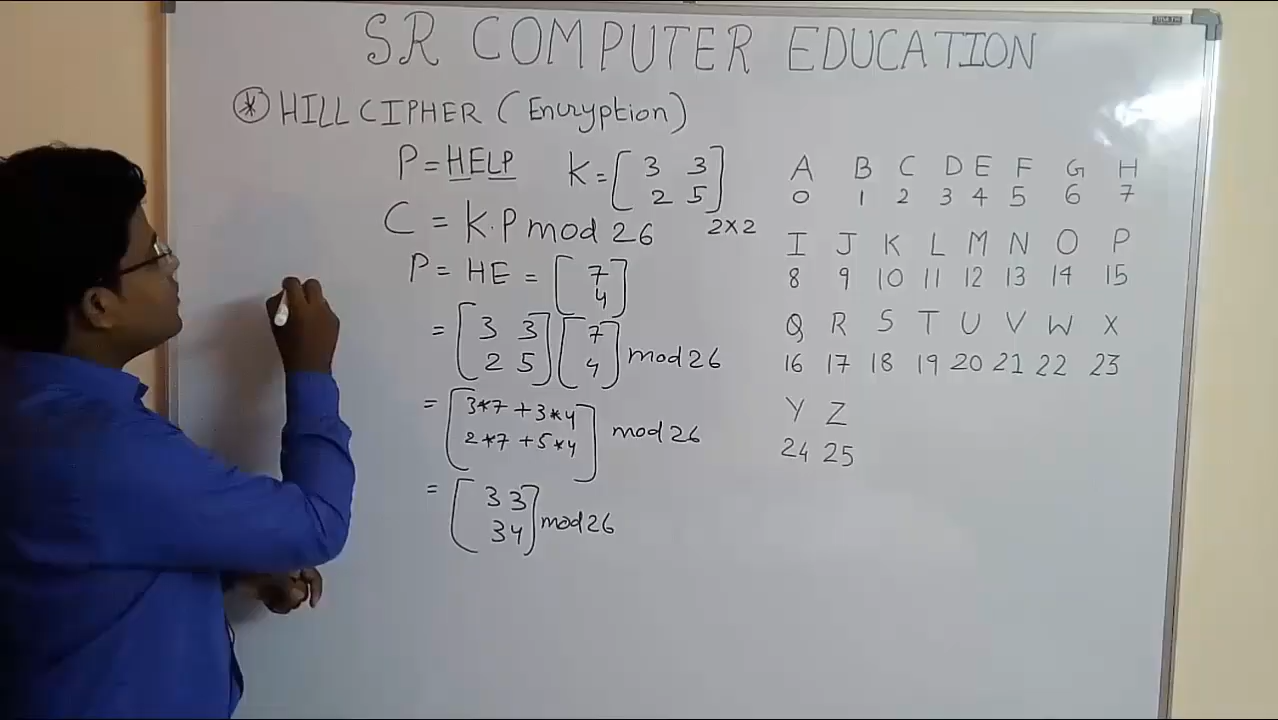 SR COMPUTER EDUCATION
* HILL CIPHER (Encryption)
P = HELP K = [ 3 3
2 5 ] 2×2
C = K.P mod 26
P = HE = [ 7
4 ]
= [ 3 3
2 5 ] [ 7
4 ] mod 26
= [ 3*7 + 3*4
2*7 + 5*4 ] mod 26
= [ 33
34 ] mod 26
A B C D E F G H
0 1 2 3 4 5 6 7
I J K L M N O P
8 9 10 11 12 13 14 15
Q R S T U V W X
16 17 18 19 20 21 22 23
Y Z
24 25